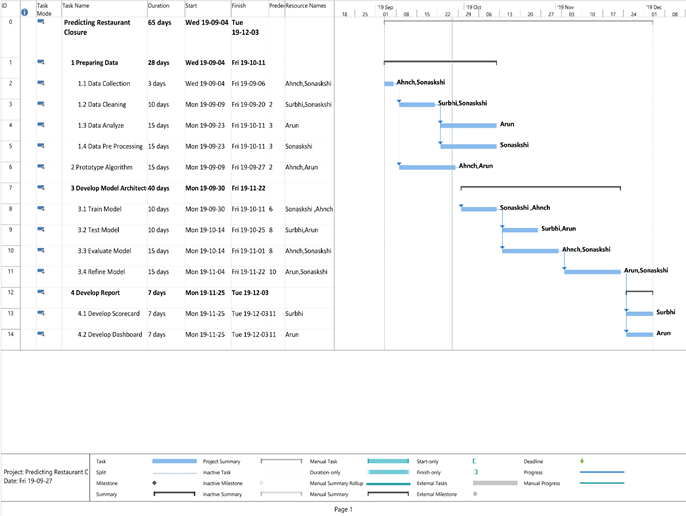 ID Task Mode Task Name Duration Start Finish Predec Resource Names '19 Sep '19 Oct '19 Nov '19 Dec
18 25 01 08 15 22 29 06 13 20 27 03 10 17 24 01 08
0 Predicting Restaurant Closure 65 days Wed 19-09-04 Tue 19-12-03
1 1 Preparing Data 28 days Wed 19-09-04 Fri 19-10-11
2 1.1 Data Collection 3 days Wed 19-09-04 Fri 19-09-06 Ahnch,Sonaskshi Ahnch,Sonaskshi
3 1.2 Data Cleaning 10 days Mon 19-09-09 Fri 19-09-20 2 Surbhi,Sonaskshi Surbhi,Sonaskshi
4 1.3 Data Analyze 15 days Mon 19-09-23 Fri 19-10-11 3 Arun Arun
5 1.4 Data Pre Processing 15 days Mon 19-09-23 Fri 19-10-11 3 Sonaskshi Sonaskshi
6 2 Prototype Algorithm 15 days Mon 19-09-09 Fri 19-09-27 2 Ahnch,Arun Ahnch,Arun
7 3 Develop Model Architect 40 days Mon 19-09-30 Fri 19-11-22
8 3.1 Train Model 10 days Mon 19-09-30 Fri 19-10-11 6 Sonaskshi ,Ahnch Sonaskshi ,Ahnch
9 3.2 Test Model 10 days Mon 19-10-14 Fri 19-10-25 8 Surbhi,Arun Surbhi,Arun
10 3.3 Evaluate Model 15 days Mon 19-10-14 Fri 19-11-01 8 Ahnch,Sonaskshi Ahnch,Sonaskshi
11 3.4 Refine Model 15 days Mon 19-11-04 Fri 19-11-22 10 Arun,Sonaskshi Arun,Sonaskshi
12 4 Develop Report 7 days Mon 19-11-25 Tue 19-12-03
13 4.1 Develop Scorecard 7 days Mon 19-11-25 Tue 19-12-03 11 Surbhi Surbhi
14 4.2 Develop Dashboard 7 days Mon 19-11-25 Tue 19-12-03 11 Arun Arun
Project: Predicting Restaurant C
Date: Fri 19-09-27
Task Project Summary Manual Task Start-only Deadline
Split Inactive Task Duration-only Finish-only Progress
Milestone Inactive Milestone Manual Summary Rollup External Tasks Manual Progress
Summary Inactive Summary Manual Summary External Milestone
Page 1